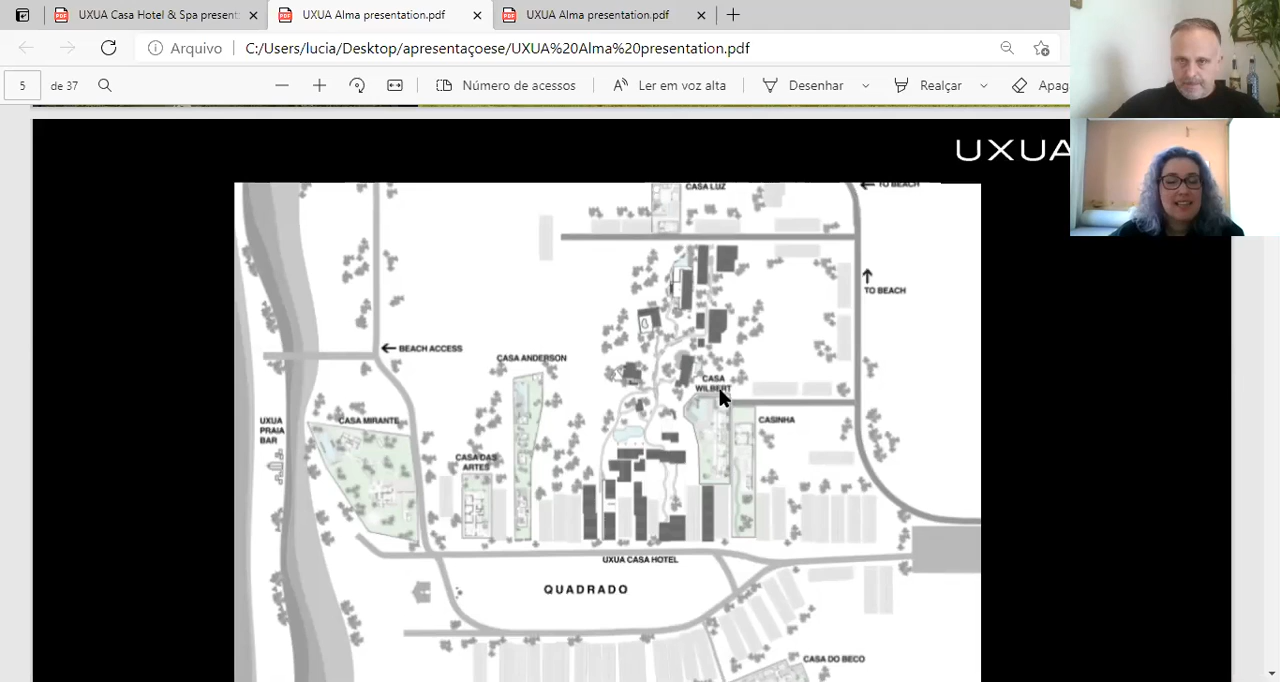 UXUA Casa Hotel & Spa present
UXUA Alma presentation.pdf
UXUA Alma presentation.pdf
Arquivo
C:/Users/lucia/Desktop/apresentaçoese/UXUA%20Alma%20presentation.pdf
5
de 37
Número de acessos
Ler em voz alta
Desenhar
Realçar
Apag
UXUA
CASA LUZ
TO BEACH
TO BEACH
BEACH ACCESS
CASA ANDERSON
CASA
WILBERT
UXUA
PRAIA
BAR
CASA MIRANTE
CASINHA
CASA DAS
ARTES
UXUA CASA HOTEL
QUADRADO
CASA DO BECO